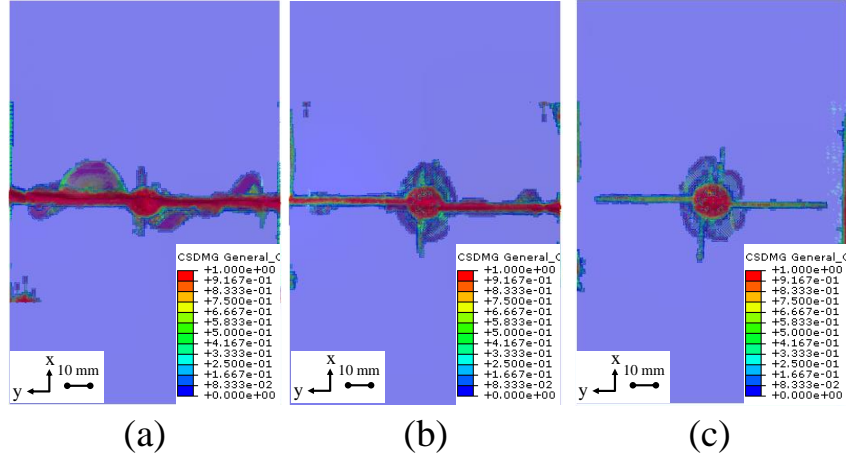 CSDMG General_C
+1.000e+00
+9.167e-01
+8.333e-01
+7.500e-01
+6.667e-01
+5.833e-01
+5.000e-01
+4.167e-01
+3.333e-01
+2.500e-01
+1.667e-01
+8.333e-02
+0.000e+00
x
y
10 mm
(a)
CSDMG General_C
+1.000e+00
+9.167e-01
+8.333e-01
+7.500e-01
+6.667e-01
+5.833e-01
+5.000e-01
+4.167e-01
+3.333e-01
+2.500e-01
+1.667e-01
+8.333e-02
+0.000e+00
x
y
10 mm
(b)
CSDMG General_C
+1.000e+00
+9.167e-01
+8.333e-01
+7.500e-01
+6.667e-01
+5.833e-01
+5.000e-01
+4.167e-01
+3.333e-01
+2.500e-01
+1.667e-01
+8.333e-02
+0.000e+00
x
y
10 mm
(c)